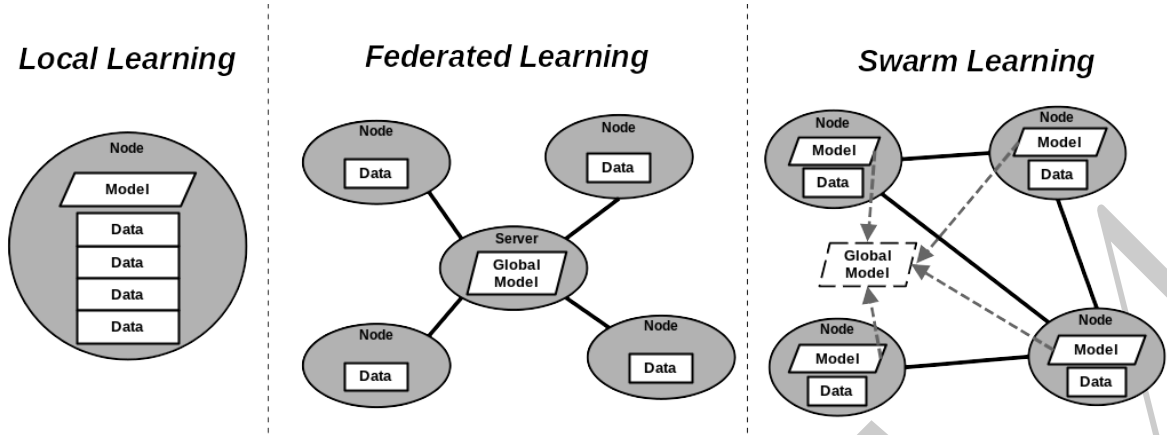 Local Learning
Node
Model
Data
Data
Data
Data
Federated Learning
Node
Data
Node
Data
Server
Global
Model
Node
Data
Node
Data
Swarm Learning
Node
Model
Data
Node
Model
Data
Global
Model
Node
Model
Data
Node
Model
Data